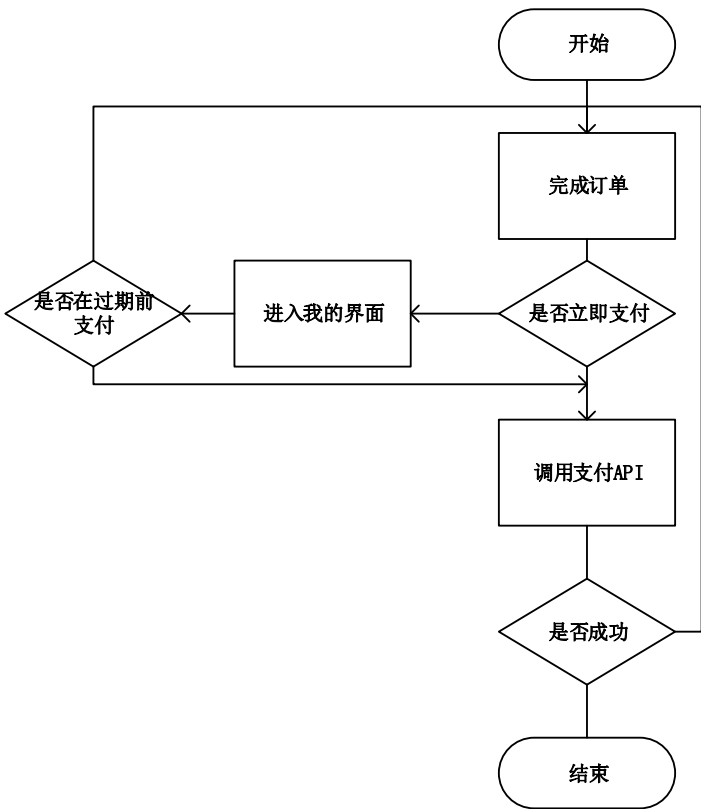 开始
完成订单
是否在过期前
支付
进入我的界面
是否立即支付
调用支付API
是否成功
结束